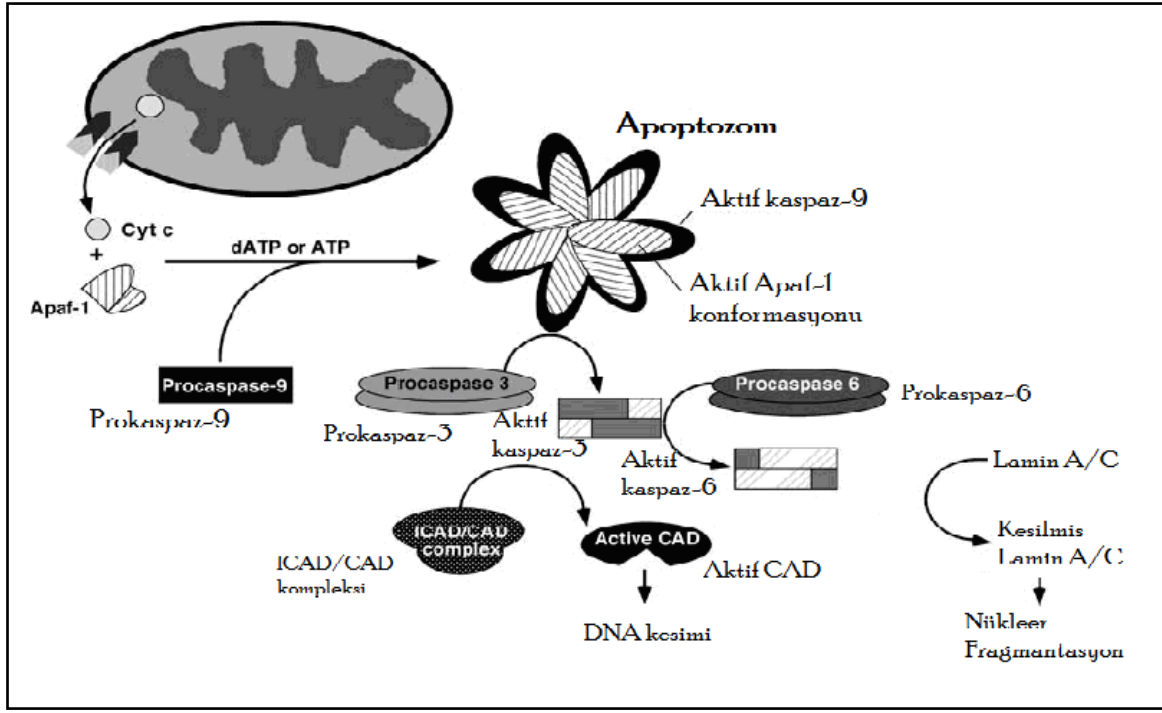 Apoptozom
Aktif kaspaz-9
Cyt c
+
dATP or ATP
Apaf-1
Aktif Apaf-1
konformasyonu
Procaspase-9
Prokaspaz-9
Procaspase 3
Prokaspaz-3
Aktif
kaspaz-3
Procaspase 6
Prokaspaz-6
Aktif
kaspaz-6
Lamin A/C
Kesilmis
Lamin A/C
Nükleer
Fragmantasyon
ICAD/CAD
complex
ICAD/CAD
kompleksi
Active CAD
Aktif CAD
DNA kesimi